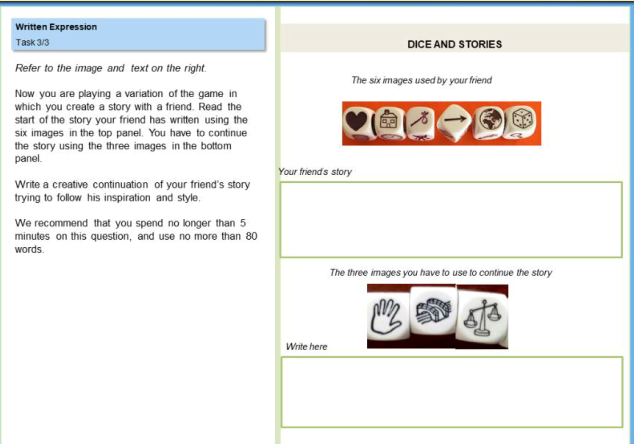 Written Expression
Task 3/3
Refer to the image and text on the right.
Now you are playing a variation of the game in
which you create a story with a friend. Read the
start of the story your friend has written using the
six images in the top panel. You have to continue
the story using the three images in the bottom
panel.
Write a creative continuation of your friend's story
trying to follow his inspiration and style.
We recommend that you spend no longer than 5
minutes on this question, and use no more than 80
words.
DICE AND STORIES
The six images used by your friend
Your friend's story
The three images you have to use to continue the story
Write here